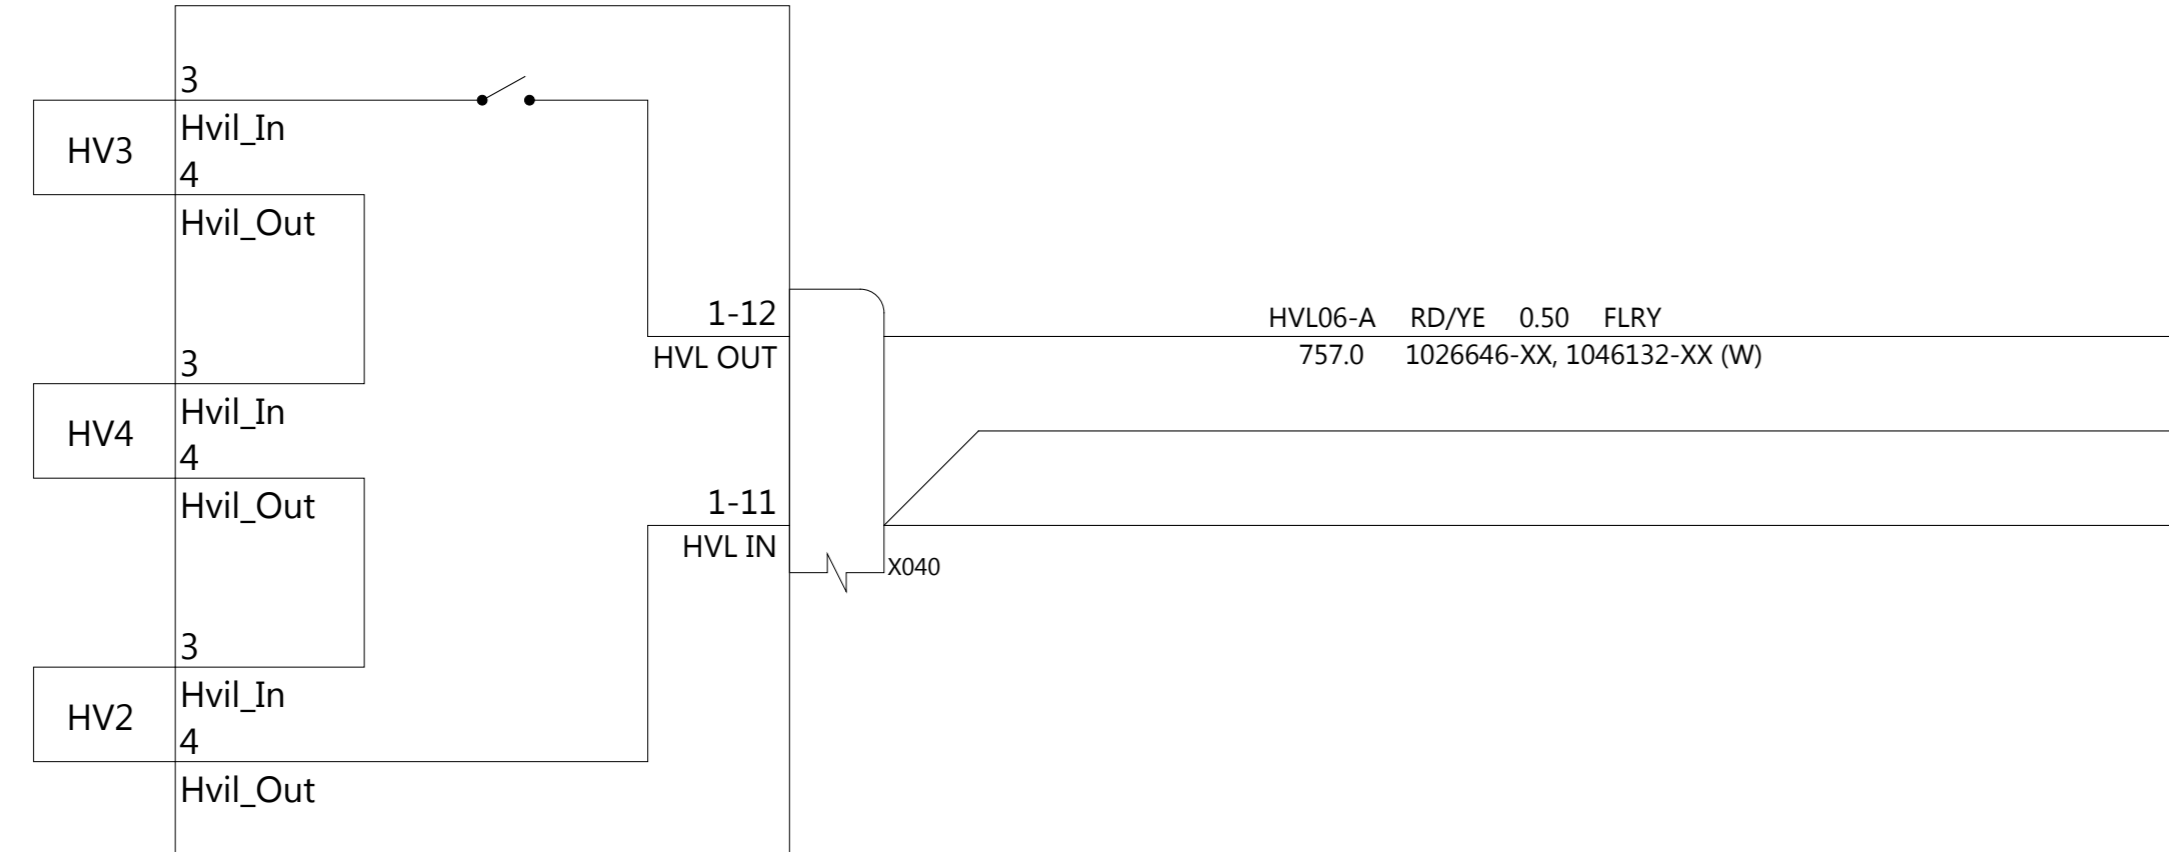 3
Hvil_In
HV3
4
Hvil_Out
1-12
HVL OUT
HVL06-A RD/YE 0.50 FLRY
757.0 1026646-XX, 1046132-XX (W)
3
Hvil_In
HV4
4
Hvil_Out
1-11
HVL IN
X040
3
Hvil_In
HV2
4
Hvil_Out